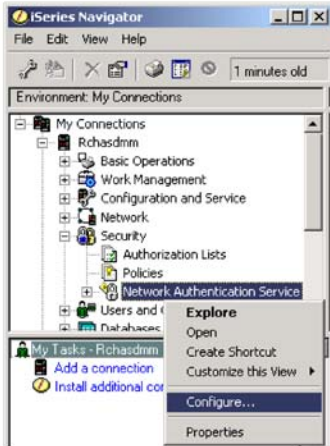 iSeries Navigator
File Edit View Help
1 minutes old
Environment: My Connections
My Connections
Rchasdmm
Basic Operations
Work Management
Configuration and Service
Network
Security
Authorization Lists
Policies
Network Authentication Service
Users and
Databases
Explore
Open
Create Shortcut
Customize this View
Configure...
Properties
My Tasks - Rchasdmm
Add a connection
Install additional